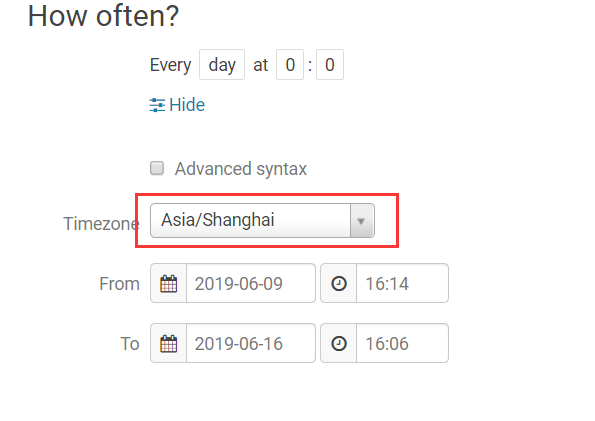 How often?
Every day at 0 : 0
Hide
Advanced syntax
Timezone Asia/Shanghai
From 2019-06-09 16:14
To 2019-06-16 16:06